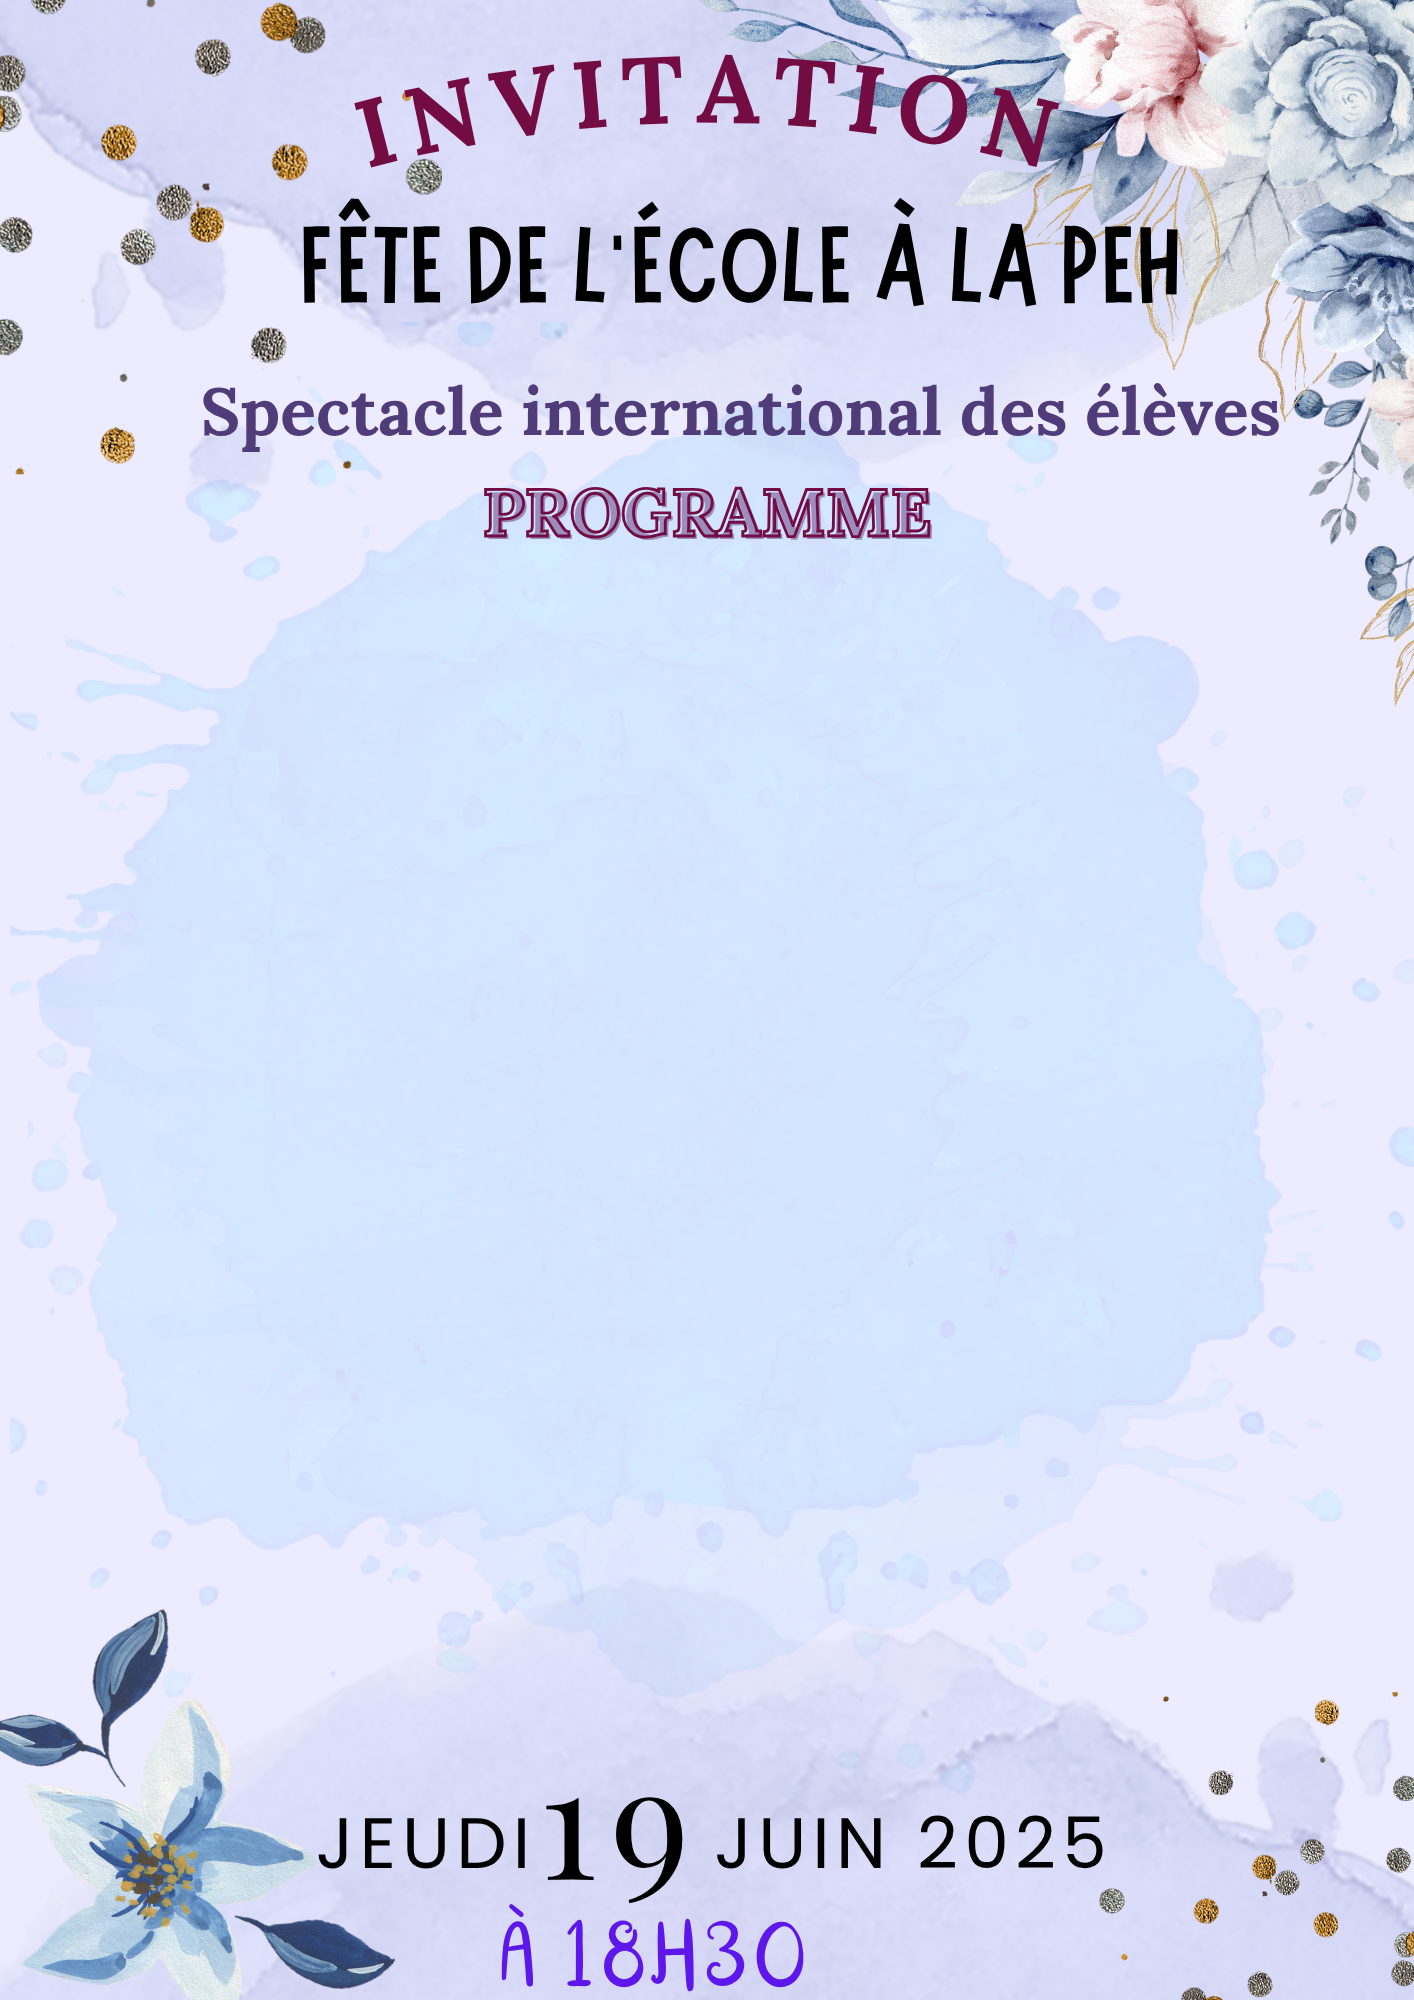 INVITATION
FÊTE DE L'ÉCOLE À LA PEH
Spectacle international des élèves
PROGRAMME
JEUDI 19 JUIN 2025
À 18H30